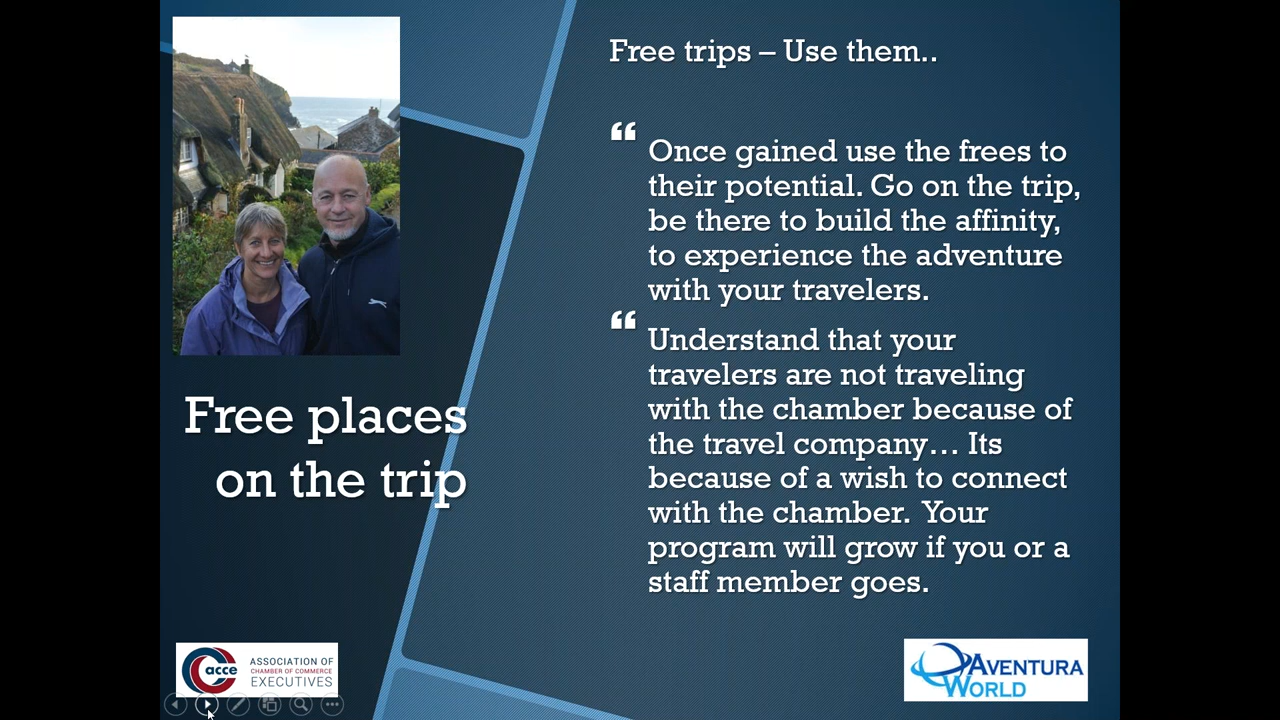 Free places
on the trip
Free trips – Use them..
Once gained use the frees to
their potential. Go on the trip,
be there to build the affinity,
to experience the adventure
with your travelers.
Understand that your
travelers are not traveling
with the chamber because of
the travel company… Its
because of a wish to connect
with the chamber. Your
program will grow if you or a
staff member goes.
acce
ASSOCIATION OF
CHAMBER OF COMMERCE
EXECUTIVES
AVENTURA
WORLD